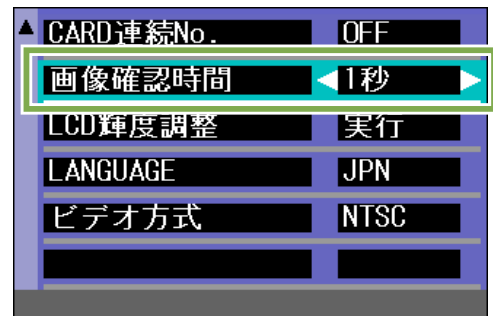 CARD連続No. OFF
画像確認時間 1秒
LCD輝度調整 実行
LANGUAGE JPN
ビデオ方式 NTSC